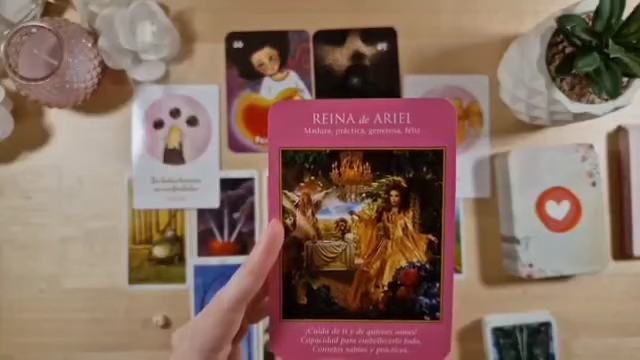 REINA de ARIEL
Madura, práctica, generosa, féliz
¡Cuida de ti y de quienes amas!
Capacidad para embellecerlo todo.
Consejos sabios y prácticos.